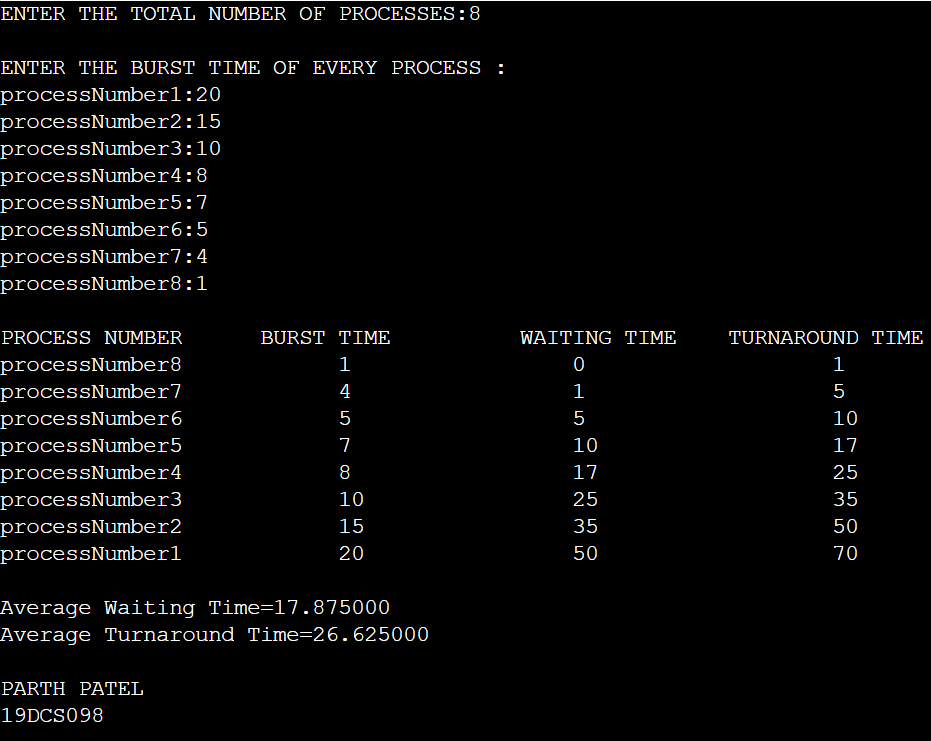 ENTER THE TOTAL NUMBER OF PROCESSES:8
ENTER THE BURST TIME OF EVERY PROCESS :
processNumber1:20
processNumber2:15
processNumber3:10
processNumber4:8
processNumber5:7
processNumber6:5
processNumber7:4
processNumber8:1
PROCESS NUMBER BURST TIME WAITING TIME TURNAROUND TIME
processNumber8 1 0 1
processNumber7 4 1 5
processNumber6 5 5 10
processNumber5 7 10 17
processNumber4 8 17 25
processNumber3 10 25 35
processNumber2 15 35 50
processNumber1 20 50 70
Average Waiting Time=17.875000
Average Turnaround Time=26.625000
PARTH PATEL
19DCS098